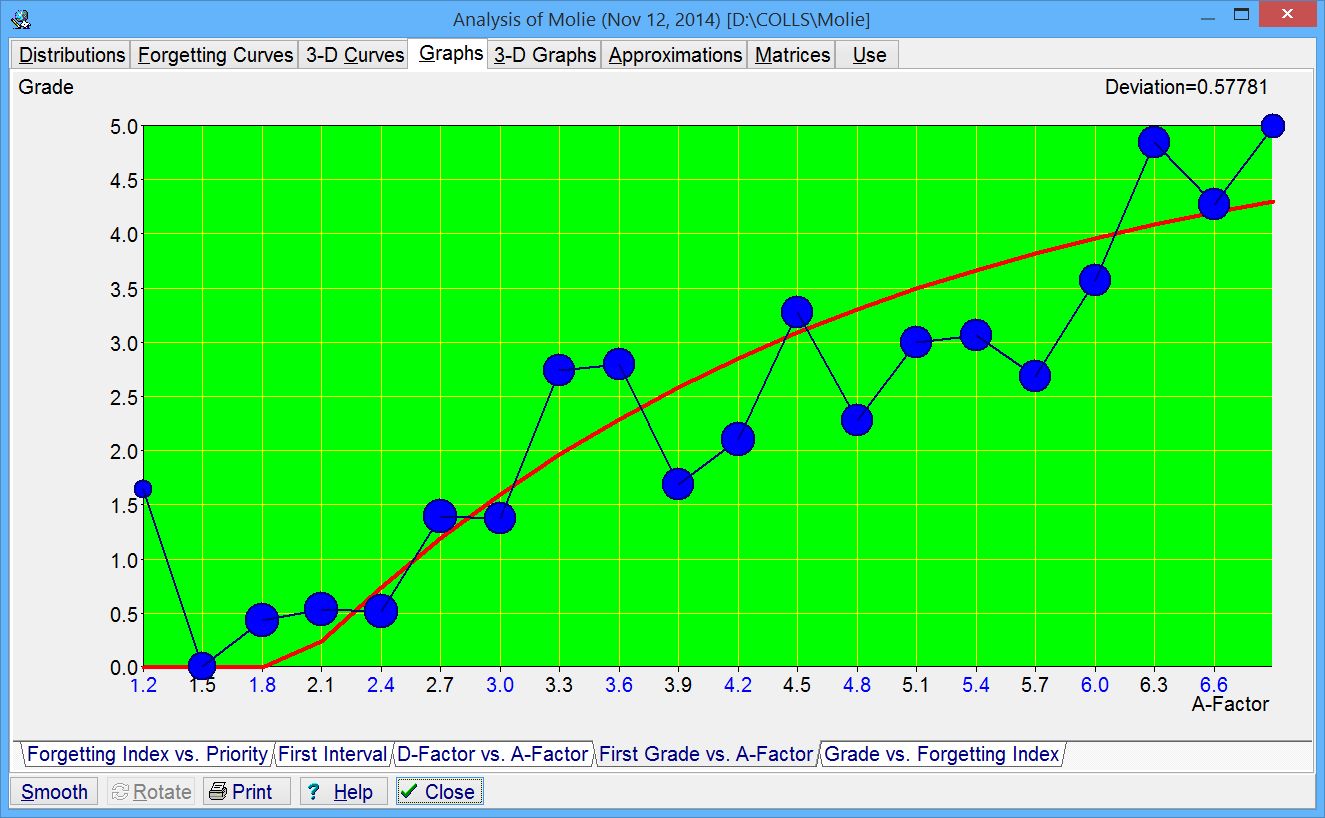 Analysis of Molie (Nov 12, 2014) [D:\COLLS\Molie]
Distributions Forgetting Curves 3-D Curves Graphs 3-D Graphs Approximations Matrices Use
Grade Deviation=0.57781
5.0
4.5
4.0
3.5
3.0
2.5
2.0
1.5
1.0
0.5
0.0
1.2 1.5 1.8 2.1 2.4 2.7 3.0 3.3 3.6 3.9 4.2 4.5 4.8 5.1 5.4 5.7 6.0 6.3 6.6
A-Factor
Forgetting Index vs. Priority First Interval D-Factor vs. A-Factor First Grade vs. A-Factor Grade vs. Forgetting Index
Smooth Rotate Print ? Help Close